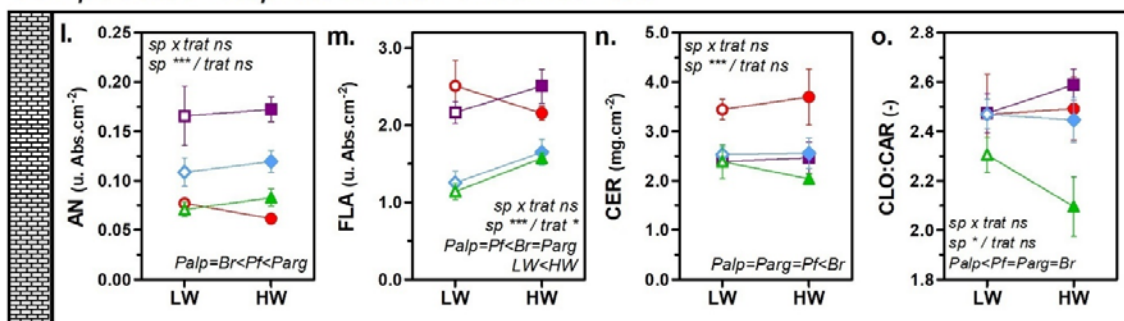 l.
AN (u. Abs.cm-2)
0.25
0.20
0.15
0.10
0.05
0.00
sp x trat ns
sp *** / trat ns
Palp=Br<Pf<Parg
LW HW
m.
FLA (u. Abs.cm-2)
3.0
2.0
1.0
0.0
sp x trat ns
sp *** / trat *
Palp=Pf<Br=Parg
LW<HW
LW HW
n.
CER (mg.cm-2)
5.0
4.0
3.0
2.0
1.0
0.0
sp x trat ns
sp *** / trat ns
Palp=Parg=Pf<Br
LW HW
o.
CLO:CAR (-)
2.8
2.6
2.4
2.2
2.0
1.8
sp x trat ns
sp * / trat ns
Palp<Pf=Parg=Br
LW HW